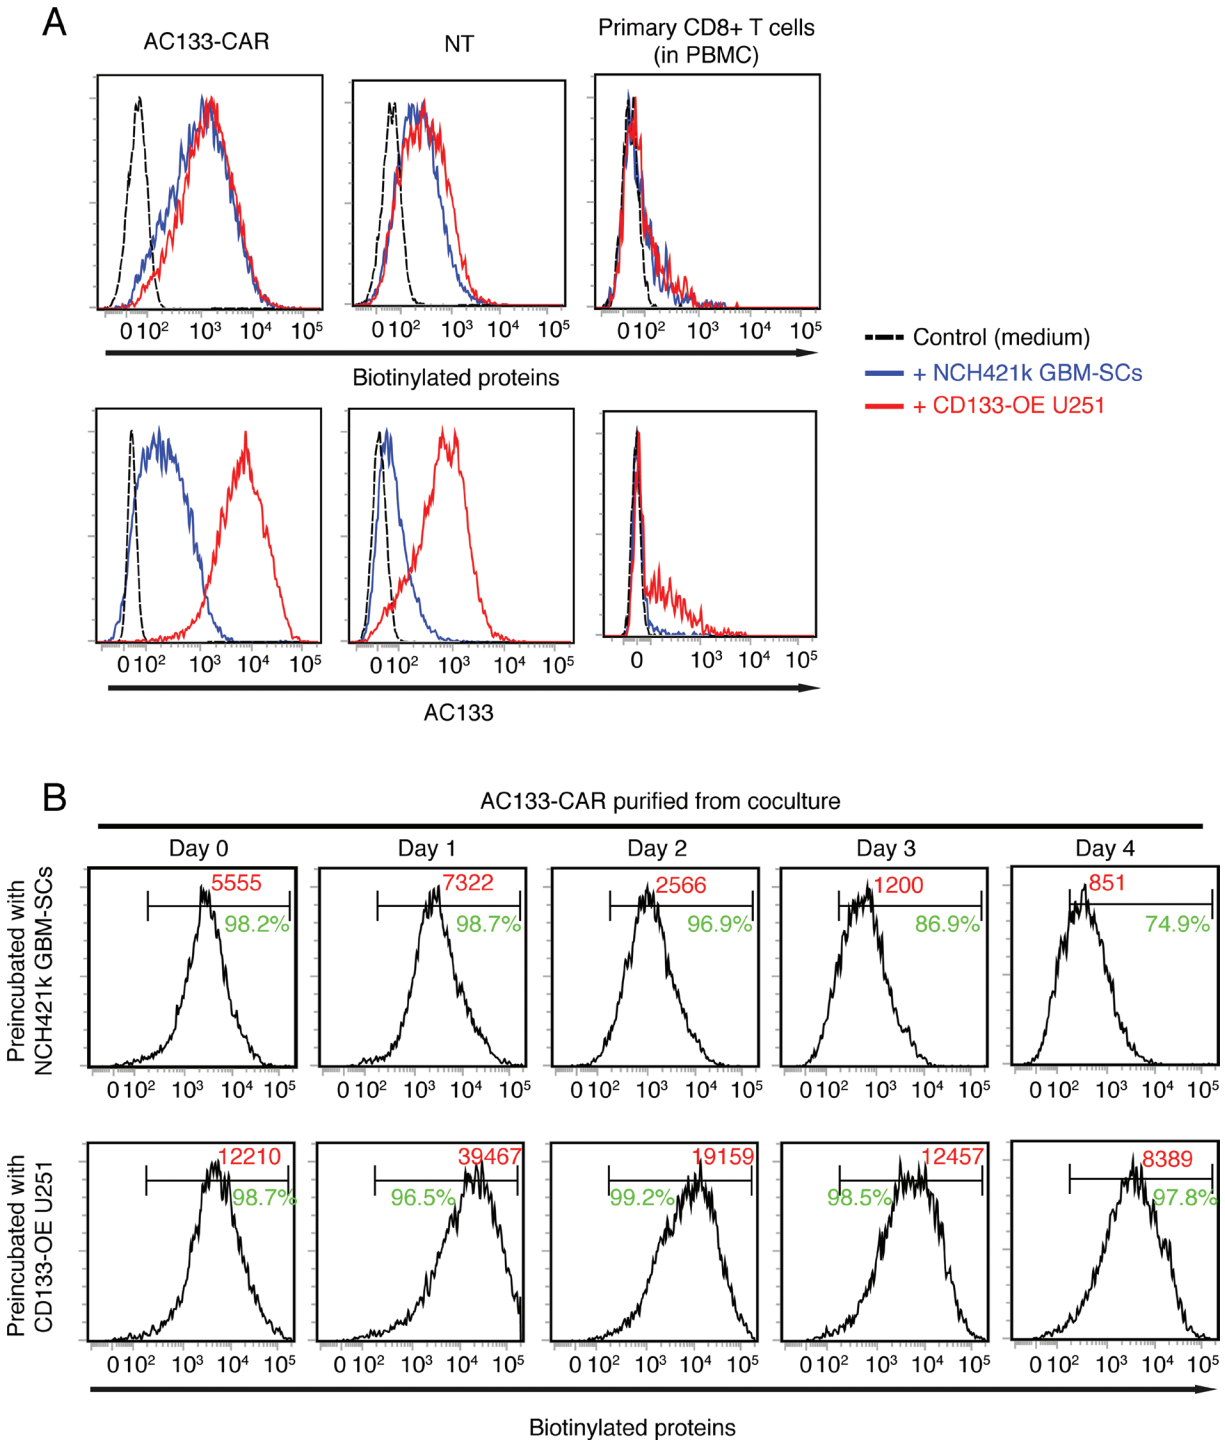 A
AC133-CAR
NT
Primary CD8+ T cells
(in PBMC)
0 10² 10³ 10⁴ 10⁵
0 10² 10³ 10⁴ 10⁵
0 10² 10³ 10⁴ 10⁵
Biotinylated proteins
Control (medium)
+ NCH421k GBM-SCs
+ CD133-OE U251
0 10² 10³ 10⁴ 10⁵
0 10² 10³ 10⁴ 10⁵
0 10³ 10⁴ 10⁵
AC133
B
AC133-CAR purified from coculture
Day 0
Day 1
Day 2
Day 3
Day 4
Preincubated with
NCH421k GBM-SCs
5555
98.2%
7322
98.7%
2566
96.9%
1200
86.9%
851
74.9%
0 10² 10³ 10⁴ 10⁵
0 10² 10³ 10⁴ 10⁵
0 10² 10³ 10⁴ 10⁵
0 10² 10³ 10⁴ 10⁵
0 10² 10³ 10⁴ 10⁵
Preincubated with
CD133-OE U251
12210
98.7%
39467
96.5%
19159
99.2%
12457
98.5%
8389
97.8%
0 10² 10³ 10⁴ 10⁵
0 10² 10³ 10⁴ 10⁵
0 10² 10³ 10⁴ 10⁵
0 10² 10³ 10⁴ 10⁵
0 10² 10³ 10⁴ 10⁵
Biotinylated proteins